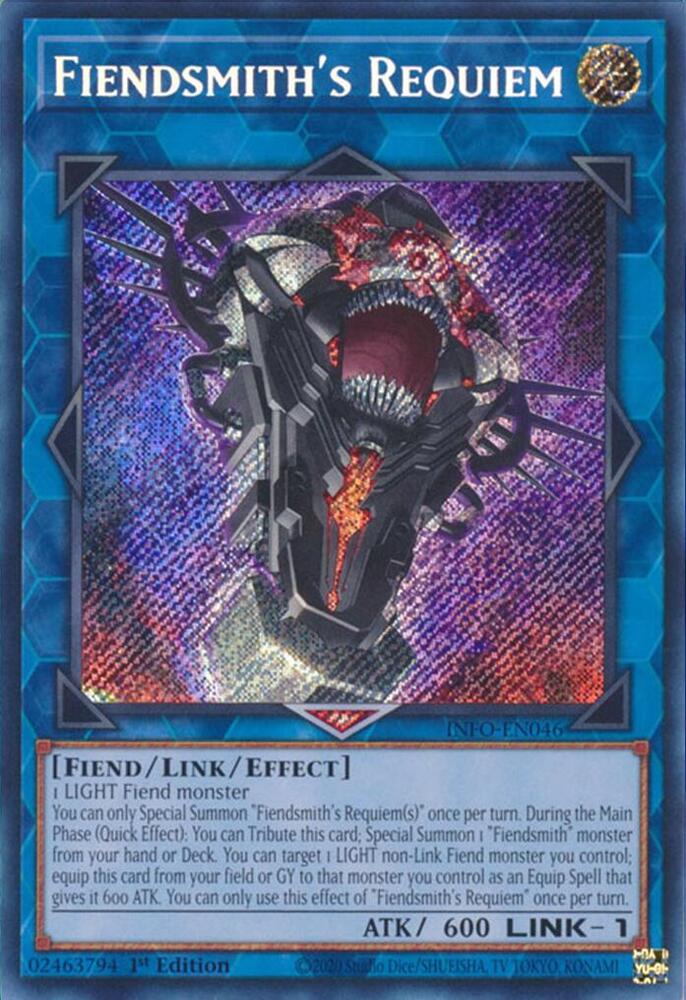 FIENDSMITH'S REQUIEM
INFO-EN046
[FIEND/LINK/EFFECT]
1 LIGHT Fiend monster
You can only Special Summon "Fiendsmith's Requiem(s)" once per turn. During the Main
Phase (Quick Effect): You can Tribute this card; Special Summon 1 "Fiendsmith" monster
from your hand or Deck. You can target 1 LIGHT non-Link Fiend monster you control;
equip this card from your field or GY to that monster you control as an Equip Spell that
gives it 600 ATK. You can only use this effect of "Fiendsmith's Requiem" once per turn.
ATK/ 600 LINK-1
02463794 1st Edition ©2020 Studio Dice/SHUEISHA, TV TOKYO, KONAMI